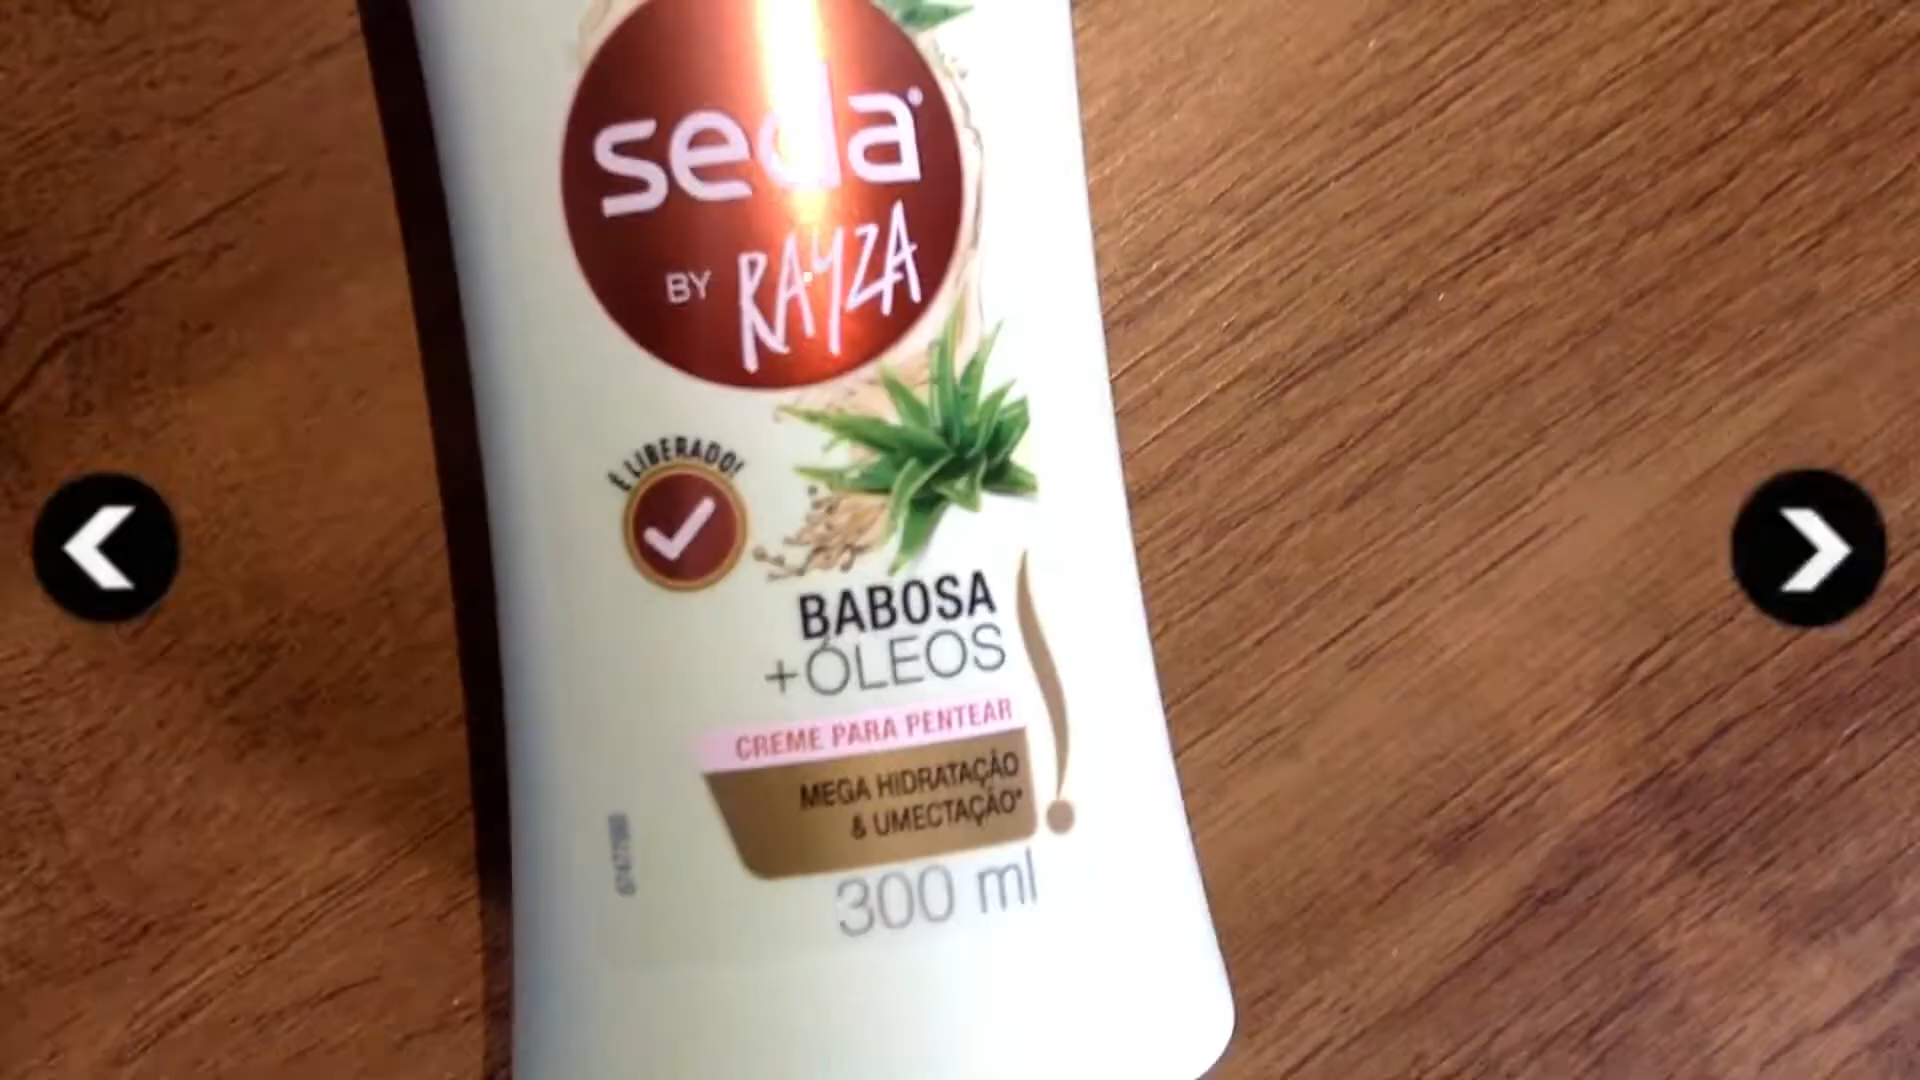 seda
BY RAYZA
É LIBERADO!
BABOSA
+ÓLEOS
CREME PARA PENTEAR
MEGA HIDRATAÇÃO
& UMECTAÇÃO*
300 ml